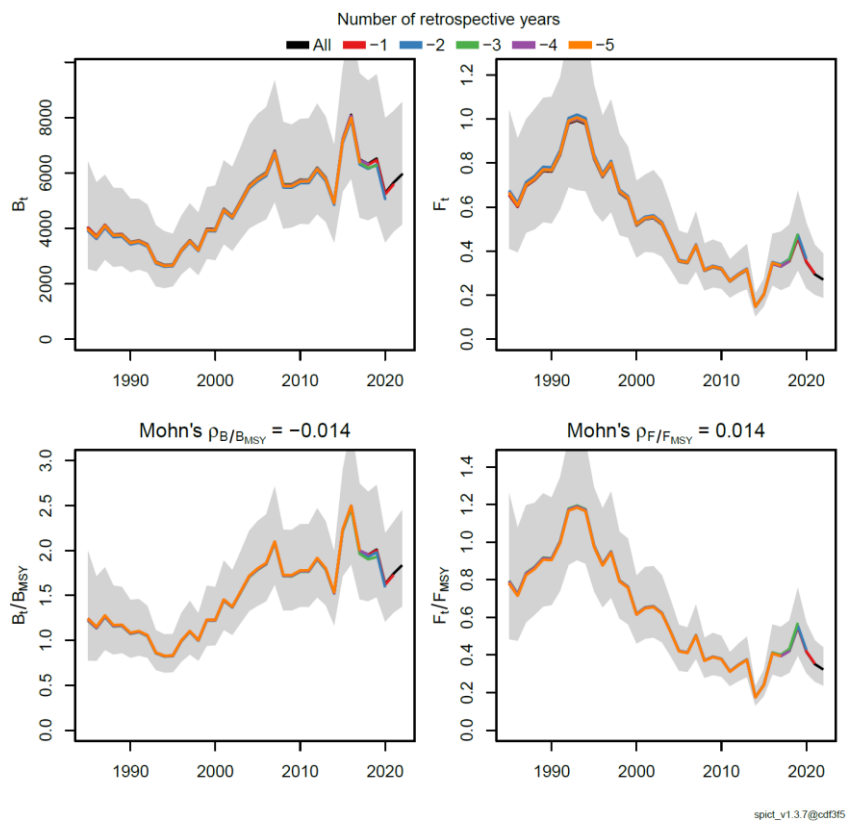 Number of retrospective years
All −1 −2 −3 −4 −5
Bt
0 2000 4000 6000 8000
1990 2000 2010 2020
Ft
0.0 0.2 0.4 0.6 0.8 1.0 1.2
1990 2000 2010 2020
Mohn's ρB/BMSY = −0.014
Bt/BMSY
0.0 0.5 1.0 1.5 2.0 2.5 3.0
1990 2000 2010 2020
Mohn's ρF/FMSY = 0.014
Ft/FMSY
0.0 0.2 0.4 0.6 0.8 1.0 1.2 1.4
1990 2000 2010 2020
spict_v1.3.7@cdf3f5